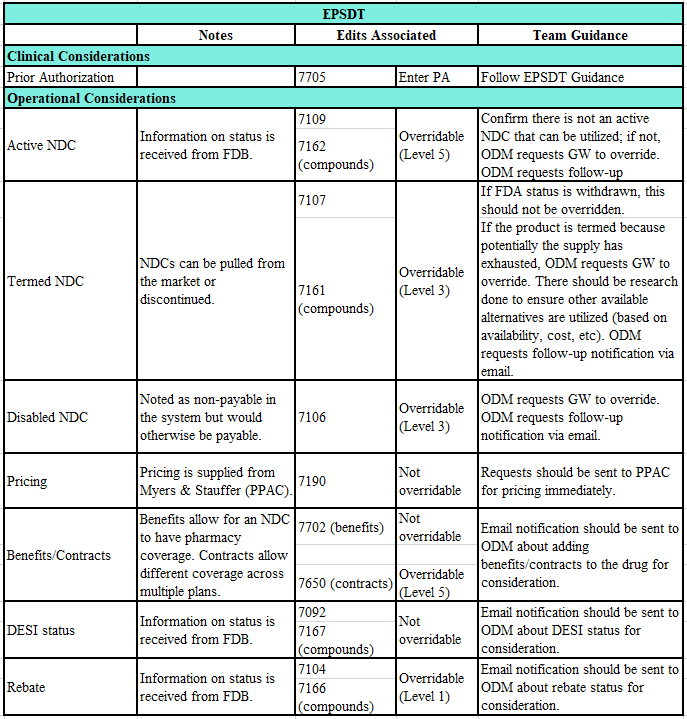 EPSDT
Notes Edits Associated Team Guidance
Clinical Considerations
Prior Authorization 7705 Enter PA Follow EPSDT Guidance
Operational Considerations
Active NDC
Information on status is
received from FDB.
7109
7162
(compounds)
Overridable
(Level 5)
Confirm there is not an active
NDC that can be utilized; if not,
ODM requests GW to override.
ODM requests follow-up
Termed NDC
NDCs can be pulled from
the market or
discontinued.
7107
7161
(compounds)
Overridable
(Level 3)
If FDA status is withdrawn, this
should not be overridden.
If the product is termed because
potentially the supply has
exhausted, ODM requests GW to
override. There should be research
done to ensure other available
alternatives are utilized (based on
availability, cost, etc). ODM
requests follow-up notification via
email.
Disabled NDC
Noted as non-payable in
the system but would
otherwise be payable.
7106
Overridable
(Level 3)
ODM requests GW to override.
ODM requests follow-up
notification via email.
Pricing
Pricing is supplied from
Myers & Stauffer (PPAC).
7190
Not
overridable
Requests should be sent to PPAC
for pricing immediately.
Benefits/Contracts
Benefits allow for an NDC
to have pharmacy
coverage. Contracts allow
different coverage across
multiple plans.
7702 (benefits)
Not
overridable
7650 (contracts)
Overridable
(Level 5)
Email notification should be sent to
ODM about adding
benefits/contracts to the drug for
consideration.
DESI status
Information on status is
received from FDB.
7092
7167
(compounds)
Not
overridable
Email notification should be sent to
ODM about DESI status for
consideration.
Rebate
Information on status is
received from FDB.
7104
7166
(compounds)
Overridable
(Level 1)
Email notification should be sent to
ODM about rebate status for
consideration.